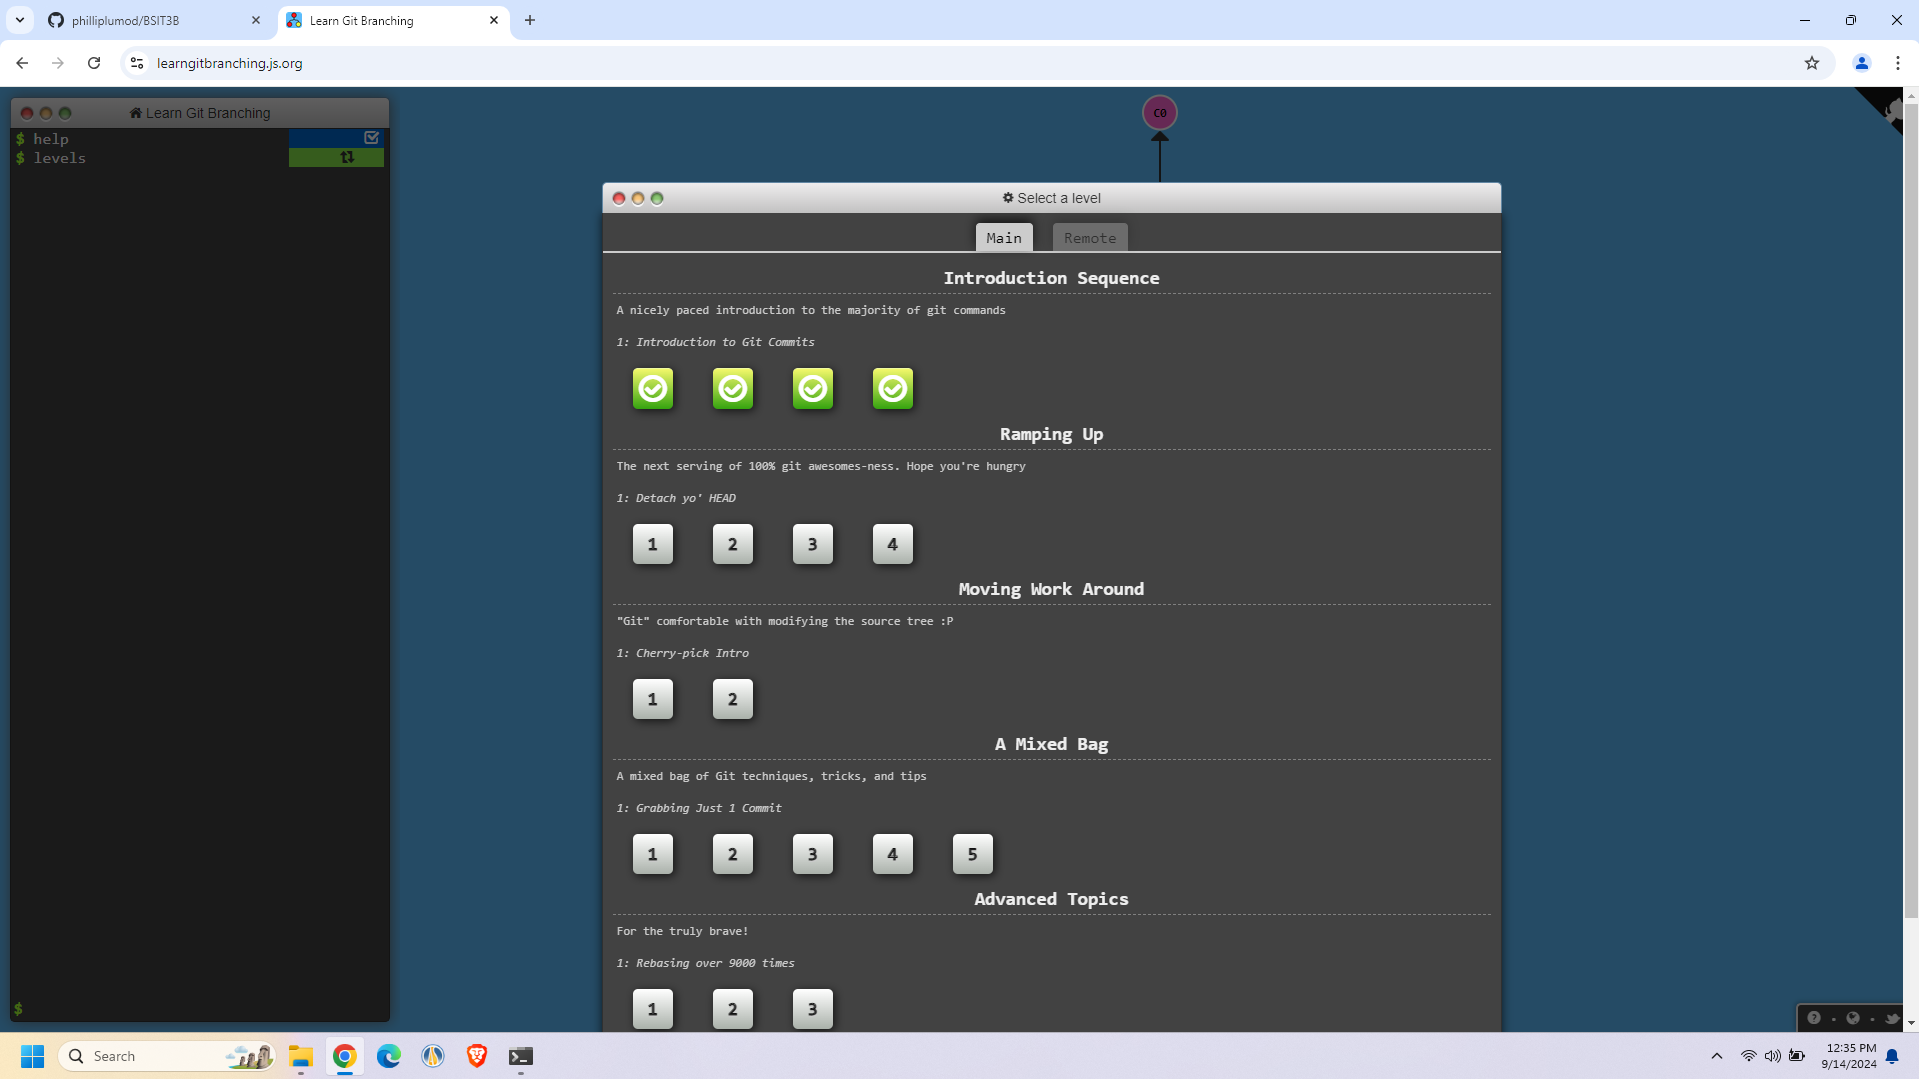 philliplumod/BSIT3B
Learn Git Branching
learngitbranching.js.org
Learn Git Branching
$ help
$ levels
$
C0
Select a level
Main
Remote
Introduction Sequence
A nicely paced introduction to the majority of git commands
1: Introduction to Git Commits
Ramping Up
The next serving of 100% git awesomes-ness. Hope you're hungry
1: Detach yo' HEAD
1 2 3 4
Moving Work Around
"Git" comfortable with modifying the source tree :P
1: Cherry-pick Intro
1 2
A Mixed Bag
A mixed bag of Git techniques, tricks, and tips
1: Grabbing Just 1 Commit
1 2 3 4 5
Advanced Topics
For the truly brave!
1: Rebasing over 9000 times
1 2 3
Search
12:35 PM
9/14/2024